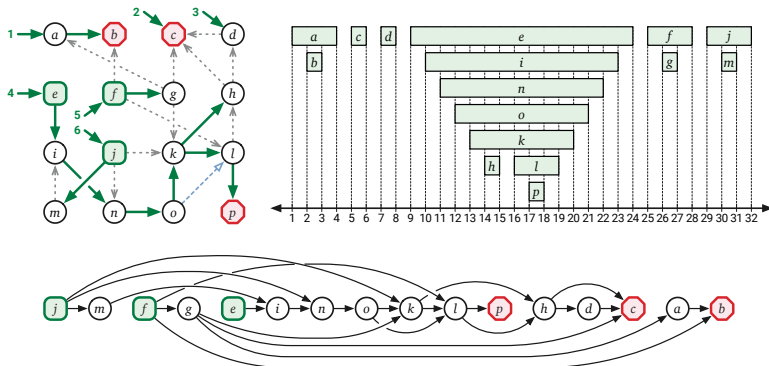 1 a b 2 c 3 d
4 e 5 f g h
i 6 j k l
m n o p
a c d e f j
b i g m
n
o
k
h l
p
1 2 3 4 5 6 7 8 9 10 11 12 13 14 15 16 17 18 19 20 21 22 23 24 25 26 27 28 29 30 31 32
j m f g e i n o k l p h d c a b